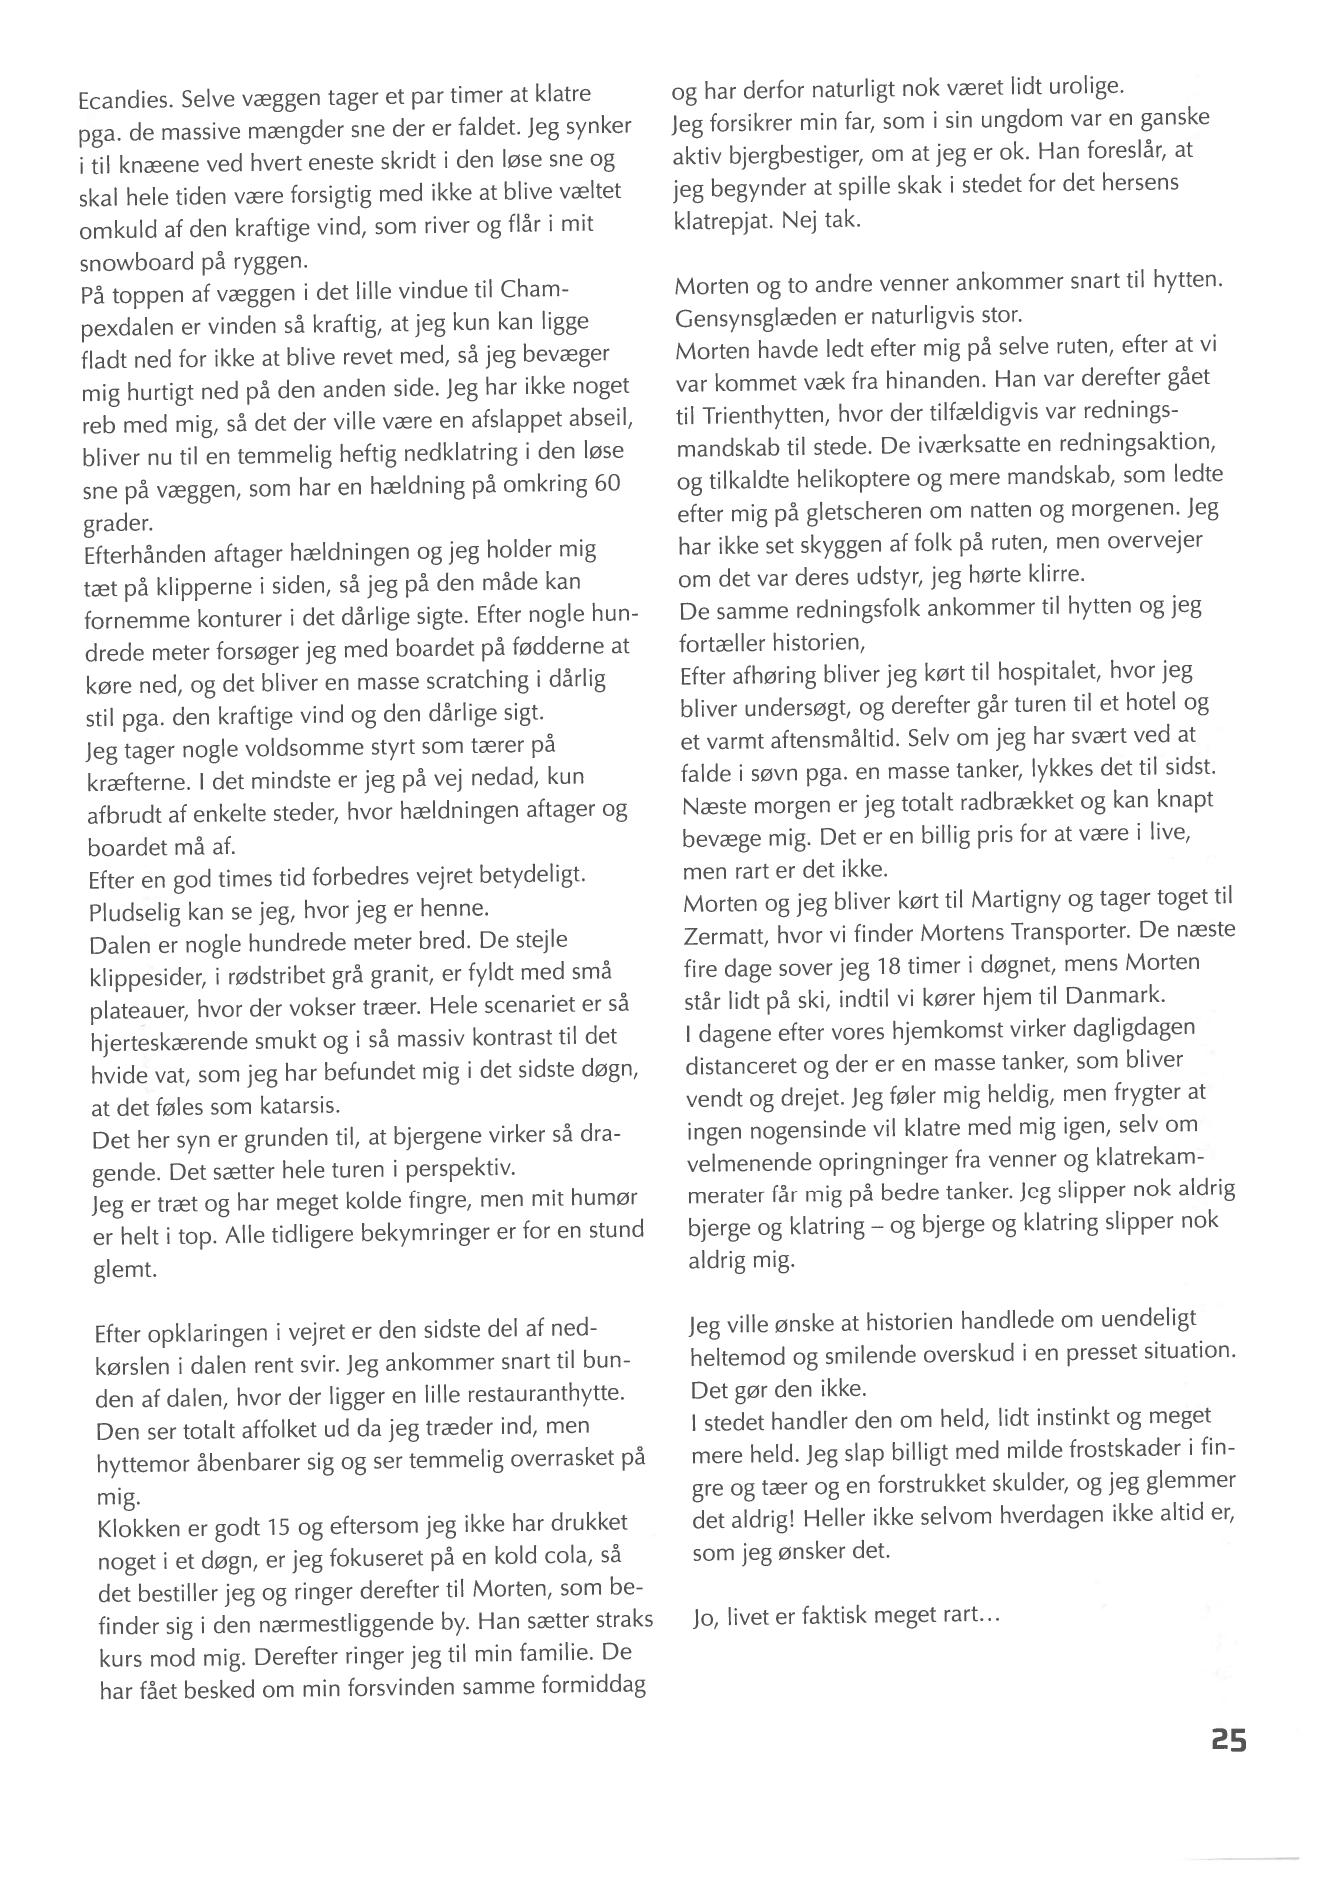 Ecandies. Selve væggen tager et par timer at klatre
pga. de massive mængder sne der er faldet. Jeg synker
i til knæene ved hvert eneste skridt i den løse sne og
skal hele tiden være forsigtig med ikke at blive væltet
omkuld af den kraftige vind, som river og flår i mit
snowboard på ryggen.
På toppen af væggen i det lille vindue til Cham-
pexdalen er vinden så kraftig, at jeg kun kan ligge
fladt ned for ikke at blive revet med, så jeg bevæger
mig hurtigt ned på den anden side. Jeg har ikke noget
reb med mig, så det der ville være en afslappet abseil,
bliver nu til en temmelig heftig nedklatring i den løse
sne på væggen, som har en hældning på omkring 60
grader.
Efterhånden aftager hældningen og jeg holder mig
tæt på klipperne i siden, så jeg på den måde kan
fornemme konturer i det dårlige sigte. Efter nogle hun-
drede meter forsøger jeg med boardet på fødderne at
køre ned, og det bliver en masse scratching i dårlig
stil pga. den kraftige vind og den dårlige sigt.
Jeg tager nogle voldsomme styrt som tærer på
kræfterne. I det mindste er jeg på vej nedad, kun
afbrudt af enkelte steder, hvor hældningen aftager og
boardet må af.
Efter en god times tid forbedres vejret betydeligt.
Pludselig kan se jeg, hvor jeg er henne.
Dalen er nogle hundrede meter bred. De stejle
klippesider, i rødstribet grå granit, er fyldt med små
plateauer, hvor der vokser træer. Hele scenariet er så
hjerteskærende smukt og i så massiv kontrast til det
hvide vat, som jeg har befundet mig i det sidste døgn,
at det føles som katarsis.
Det her syn er grunden til, at bjergene virker så dra-
gende. Det sætter hele turen i perspektiv.
Jeg er træt og har meget kolde fingre, men mit humør
er helt i top. Alle tidligere bekymringer er for en stund
glemt.

Efter opklaringen i vejret er den sidste del af ned-
kørslen i dalen rent svir. Jeg ankommer snart til bun-
den af dalen, hvor der ligger en lille restauranthytte.
Den ser totalt affolket ud da jeg træder ind, men
hyttemor åbenbarer sig og ser temmelig overrasket på
mig.
Klokken er godt 15 og eftersom jeg ikke har drukket
noget i et døgn, er jeg fokuseret på en kold cola, så
det bestiller jeg og ringer derefter til Morten, som be-
finder sig i den nærmestliggende by. Han sætter straks
kurs mod mig. Derefter ringer jeg til min familie. De
har fået besked om min forsvinden samme formiddag
og har derfor naturligt nok været lidt urolige.
Jeg forsikrer min far, som i sin ungdom var en ganske
aktiv bjergbestiger, om at jeg er ok. Han foreslår, at
jeg begynder at spille skak i stedet for det hersens
klatrepjat. Nej tak.

Morten og to andre venner ankommer snart til hytten.
Gensynsglæden er naturligvis stor.
Morten havde ledt efter mig på selve ruten, efter at vi
var kommet væk fra hinanden. Han var derefter gået
til Trienthytten, hvor der tilfældigvis var rednings-
mandskab til stede. De iværksatte en redningsaktion,
og tilkaldte helikoptere og mere mandskab, som ledte
efter mig på gletscheren om natten og morgenen. Jeg
har ikke set skyggen af folk på ruten, men overvejer
om det var deres udstyr, jeg hørte klirre.
De samme redningsfolk ankommer til hytten og jeg
fortæller historien,
Efter afhøring bliver jeg kørt til hospitalet, hvor jeg
bliver undersøgt, og derefter går turen til et hotel og
et varmt aftensmåltid. Selv om jeg har svært ved at
falde i søvn pga. en masse tanker, lykkes det til sidst.
Næste morgen er jeg totalt radbrækket og kan knapt
bevæge mig. Det er en billig pris for at være i live,
men rart er det ikke.
Morten og jeg bliver kørt til Martigny og tager toget til
Zermatt, hvor vi finder Mortens Transporter. De næste
fire dage sover jeg 18 timer i døgnet, mens Morten
står lidt på ski, indtil vi kører hjem til Danmark.
I dagene efter vores hjemkomst virker dagligdagen
distanceret og der er en masse tanker, som bliver
vendt og drejet. Jeg føler mig heldig, men frygter at
ingen nogensinde vil klatre med mig igen, selv om
velmenende opringninger fra venner og klatrekam-
merater får mig på bedre tanker. Jeg slipper nok aldrig
bjerge og klatring – og bjerge og klatring slipper nok
aldrig mig.

Jeg ville ønske at historien handlede om uendeligt
heltemod og smilende overskud i en presset situation.
Det gør den ikke.
I stedet handler den om held, lidt instinkt og meget
mere held. Jeg slap billigt med milde frostskader i fin-
gre og tæer og en forstrukket skulder, og jeg glemmer
det aldrig! Heller ikke selvom hverdagen ikke altid er,
som jeg ønsker det.

Jo, livet er faktisk meget rart...

25